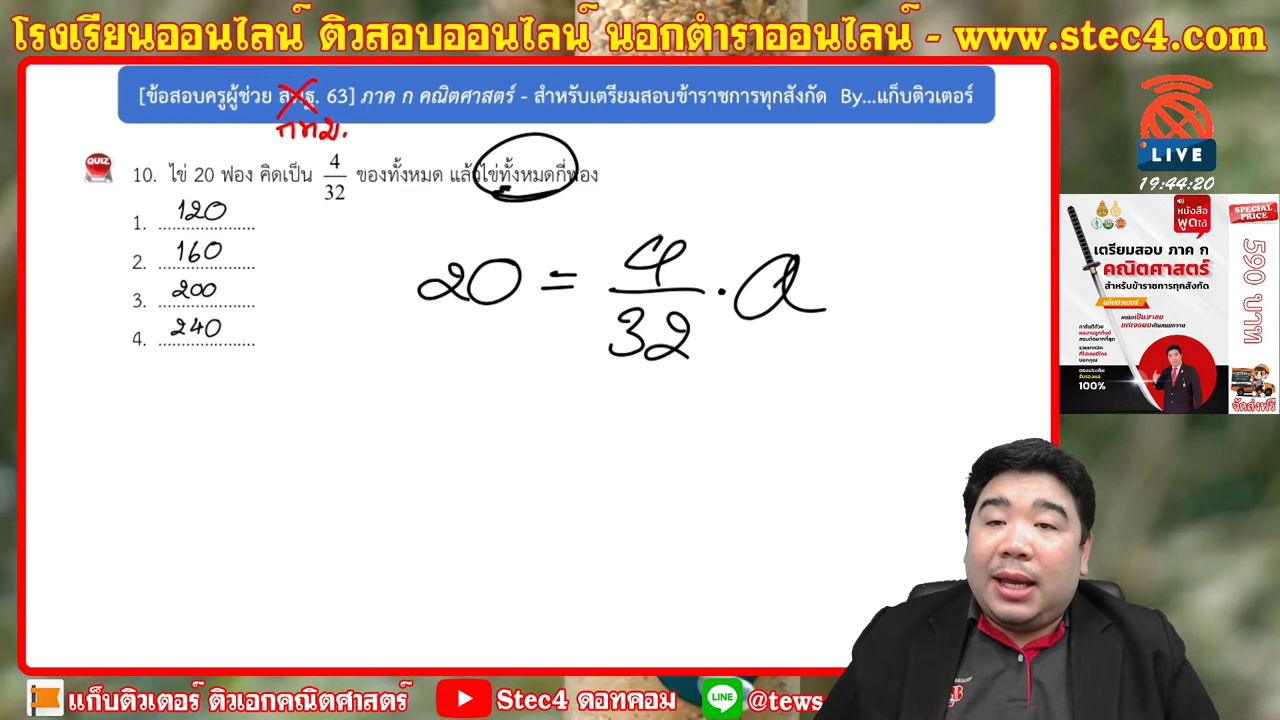 โรงเรียนออนไลน์ ติวสอบออนไลน์ นอกตำราออนไลน์ - www.stec4.com
[ข้อสอบครูผู้ช่วย สพฐ. 63] ภาค ก คณิตศาสตร์ - สำหรับเตรียมสอบข้าราชการทุกสังกัด By...แก็บติวเตอร์
กทม.
QUIZ
10. ไข่ 20 ฟอง คิดเป็น 4/32 ของทั้งหมด แล้วไข่ทั้งหมดกี่ฟอง
1. 120
2. 160
3. 200
4. 240
20 = 4/32 · a
LIVE
19:44:20
หนังสือ
พูดได้
SPECIAL
PRICE
เตรียมสอบ ภาค ก
คณิตศาสตร์
สำหรับข้าราชการทุกสังกัด
แก็บติวเตอร์
590 บาท
100%
จัดส่งฟรี
แก็บติวเตอร์ ติวเอกคณิตศาสตร์
Stec4 ดอทคอม
LINE
@tews